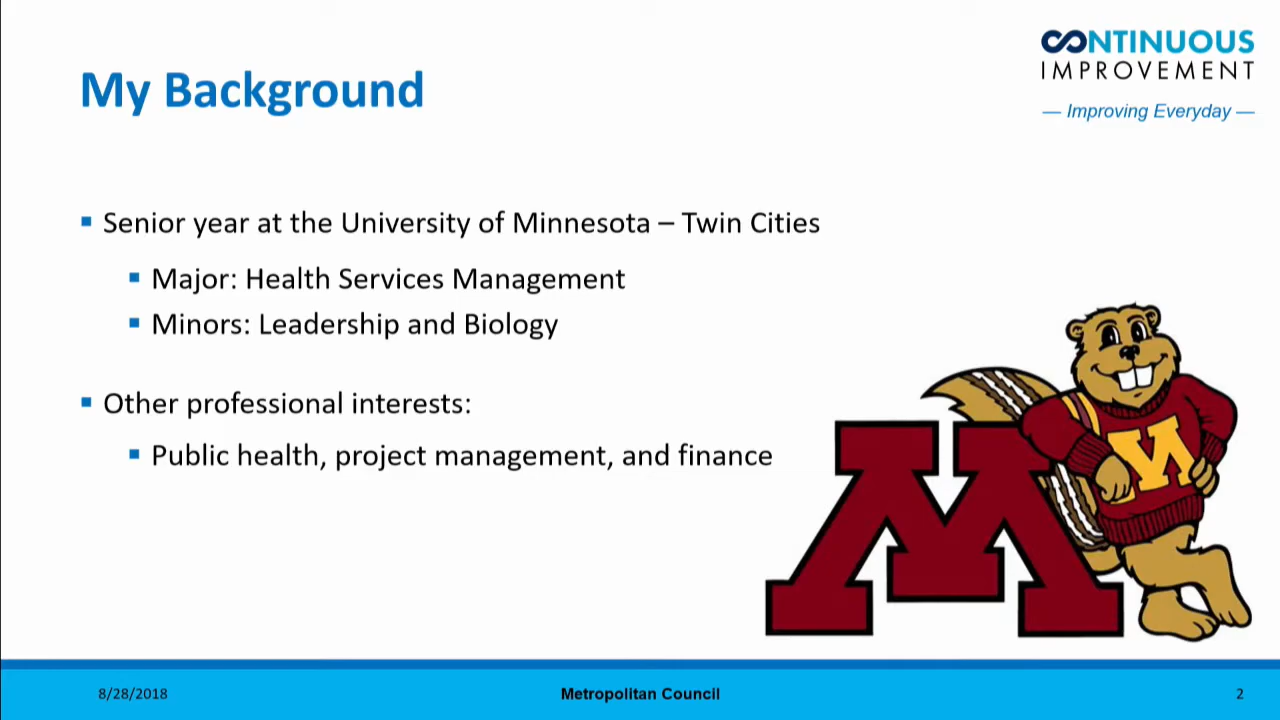 CONTINUOUS
IMPROVEMENT
— Improving Everyday —
My Background
Senior year at the University of Minnesota – Twin Cities
Major: Health Services Management
Minors: Leadership and Biology
Other professional interests:
Public health, project management, and finance
M
M
8/28/2018
Metropolitan Council
2